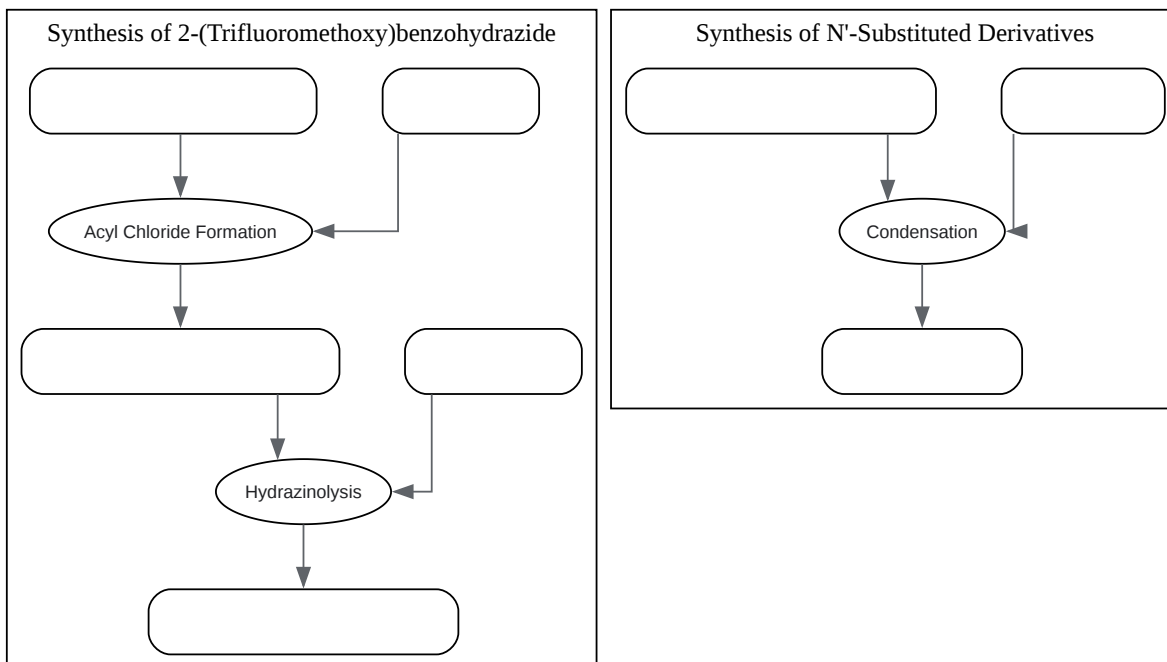 Synthesis of 2-(Trifluoromethoxy)benzohydrazide
Acyl Chloride Formation
Hydrazinolysis
Synthesis of N'-Substituted Derivatives
Condensation